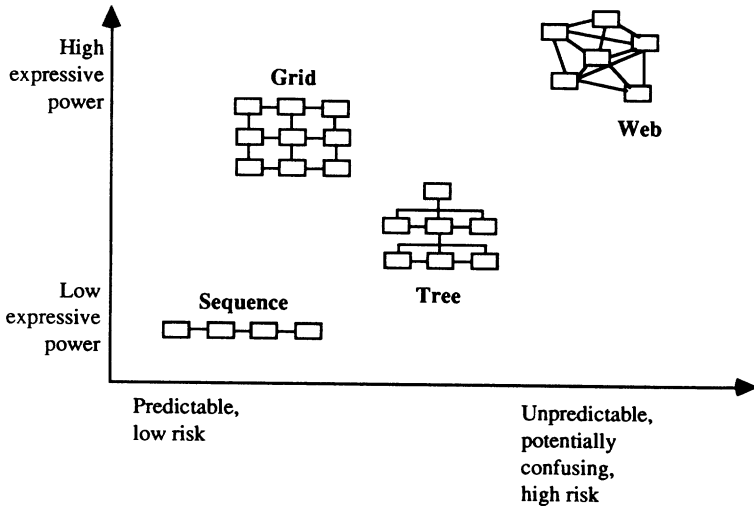 High
expressive
power
Grid
Web
Low
expressive
power
Sequence
Tree
Predictable,
low risk
Unpredictable,
potentially
confusing,
high risk